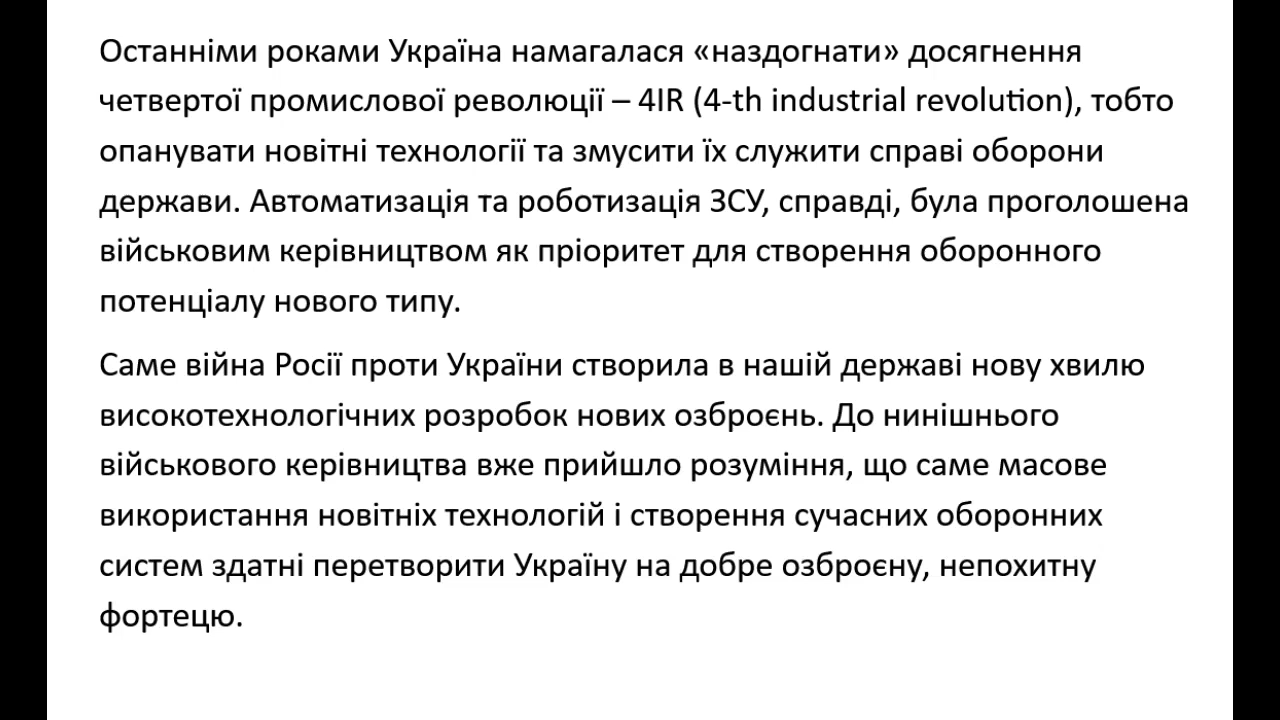 Останніми роками Україна намагалася «наздогнати» досягнення
четвертої промислової революції – 4IR (4-th industrial revolution), тобто
опанувати новітні технології та змусити їх служити справі оборони
держави. Автоматизація та роботизація ЗСУ, справді, була проголошена
військовим керівництвом як пріоритет для створення оборонного
потенціалу нового типу.
Саме війна Росії проти України створила в нашій державі нову хвилю
високотехнологічних розробок нових озброєнь. До нинішнього
військового керівництва вже прийшло розуміння, що саме масове
використання новітніх технологій і створення сучасних оборонних
систем здатні перетворити Україну на добре озброєну, непохитну
фортецю.